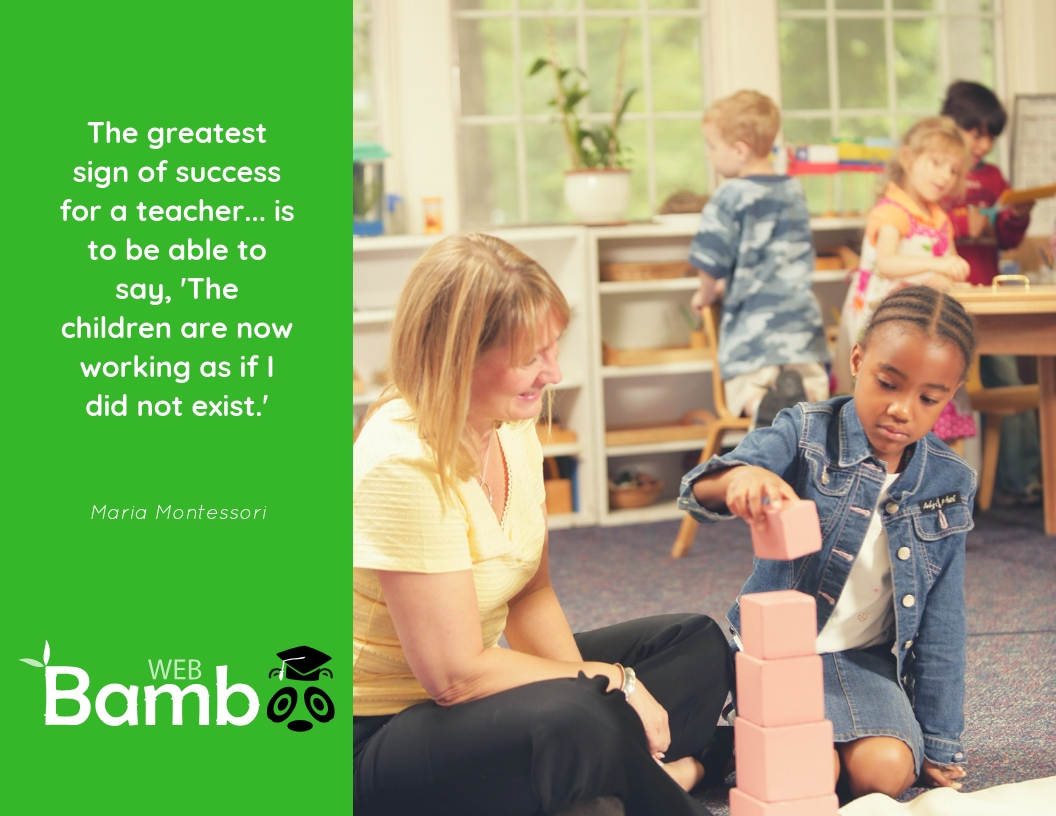 The greatest
sign of success
for a teacher... is
to be able to
say, 'The
children are now
working as if I
did not exist.'
Maria Montessori
WEB
Bamboo